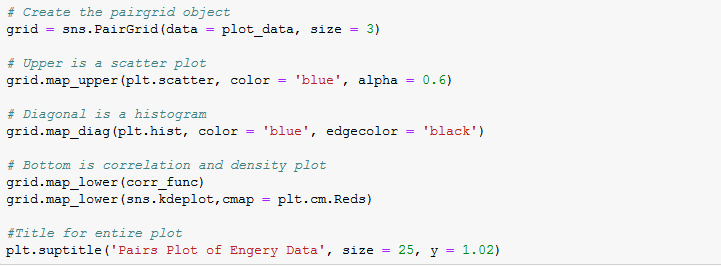 # Create the pairgrid object
grid = sns.PairGrid(data = plot_data, size = 3)
# Upper is a scatter plot
grid.map_upper(plt.scatter, color = 'blue', alpha = 0.6)
# Diagonal is a histogram
grid.map_diag(plt.hist, color = 'blue', edgecolor = 'black')
# Bottom is correlation and density plot
grid.map_lower(corr_func)
grid.map_lower(sns.kdeplot,cmap = plt.cm.Reds)
#Title for entire plot
plt.suptitle('Pairs Plot of Engery Data', size = 25, y = 1.02)